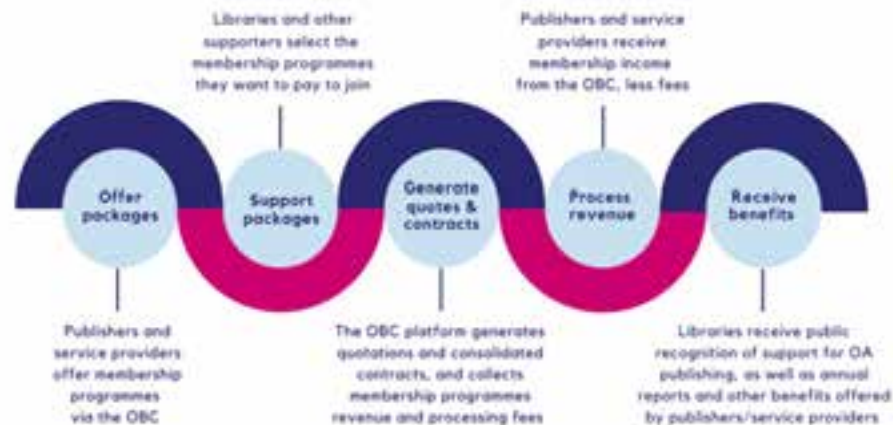 Libraries and other
supporters select the
membership programmes
they want to pay to join
Publishers and service
providers receive
membership income
from the OBC, less fees
Offer
packages
Support
packages
Generate
quotes &
contracts
Process
revenue
Receive
benefits
Publishers and
service providers
offer membership
programmes
via the OBC
The OBC platform generates
quotations and consolidated
contracts, and collects
membership programmes
revenue and processing fees
Libraries receive public
recognition of support for OA
publishing, as well as annual
reports and other benefits offered
by publishers/service providers